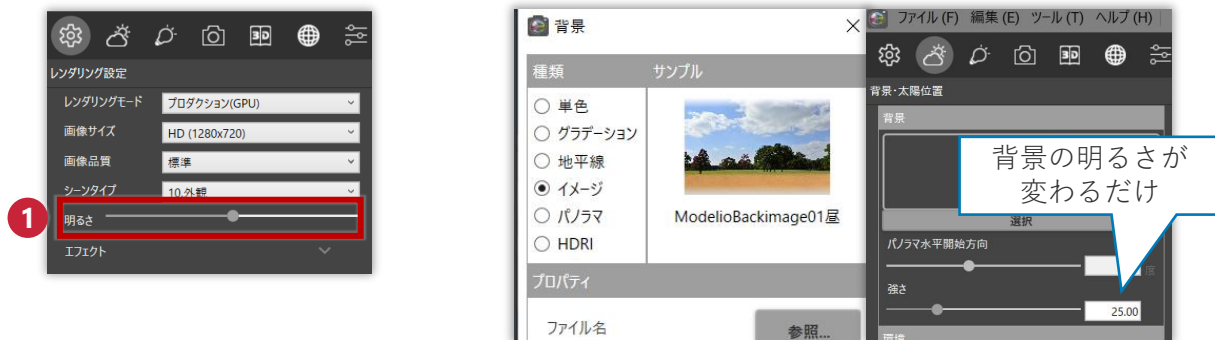 レンダリング設定
レンダリングモード プロダクション(GPU)
画像サイズ HD (1280x720)
画像品質 標準
シーンタイプ 10.外観
1
明るさ
エフェクト
背景
種類 サンプル
単色
グラデーション
地平線
イメージ
パノラマ
HDRI
ModelioBackimage01昼
プロパティ
ファイル名 参照...
ファイル(F) 編集(E) ツール(T) ヘルプ(H)
3D
背景・太陽位置
背景
背景の明るさが
変わるだけ
選択
パノラマ水平開始方向
度
強さ
25.00
環境